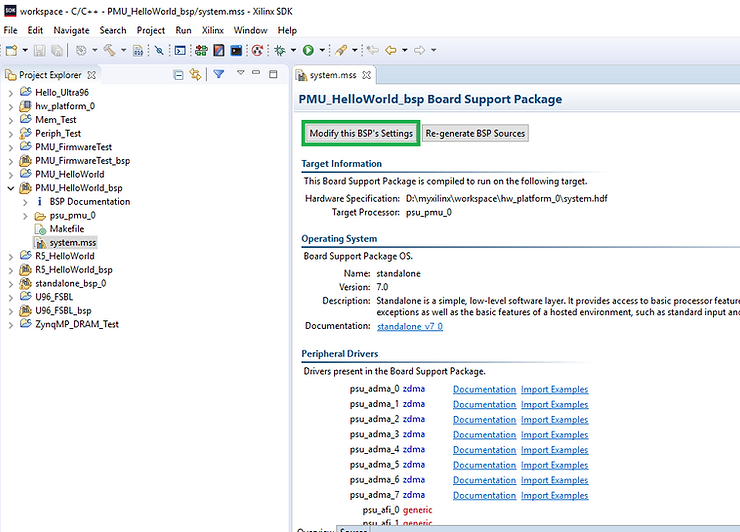 SDK workspace - C/C++ - PMU_HelloWorld_bsp/system.mss - Xilinx SDK
File Edit Navigate Search Project Run Xilinx Window Help
Project Explorer
Hello_Ultra96
hw_platform_0
Mem_Test
Periph_Test
PMU_FirmwareTest
PMU_FirmwareTest_bsp
PMU_HelloWorld
PMU_HelloWorld_bsp
BSP Documentation
psu_pmu_0
Makefile
system.mss
R5_HelloWorld
R5_HelloWorld_bsp
standalone_bsp_0
U96_FSBL
U96_FSBL_bsp
ZynqMP_DRAM_Test
system.mss
PMU_HelloWorld_bsp Board Support Package
Modify this BSP's Settings Re-generate BSP Sources
Target Information
This Board Support Package is compiled to run on the following target.
Hardware Specification: D:\myxilinx\workspace\hw_platform_0\system.hdf
Target Processor: psu_pmu_0
Operating System
Board Support Package OS.
Name: standalone
Version: 7.0
Description: Standalone is a simple, low-level software layer. It provides access to basic processor feature
exceptions as well as the basic features of a hosted environment, such as standard input and
Documentation: standalone_v7_0
Peripheral Drivers
Drivers present in the Board Support Package.
psu_adma_0 zdma Documentation Import Examples
psu_adma_1 zdma Documentation Import Examples
psu_adma_2 zdma Documentation Import Examples
psu_adma_3 zdma Documentation Import Examples
psu_adma_4 zdma Documentation Import Examples
psu_adma_5 zdma Documentation Import Examples
psu_adma_6 zdma Documentation Import Examples
psu_adma_7 zdma Documentation Import Examples
psu_afi_0 generic
psu_afi_1 generic
Overview Source